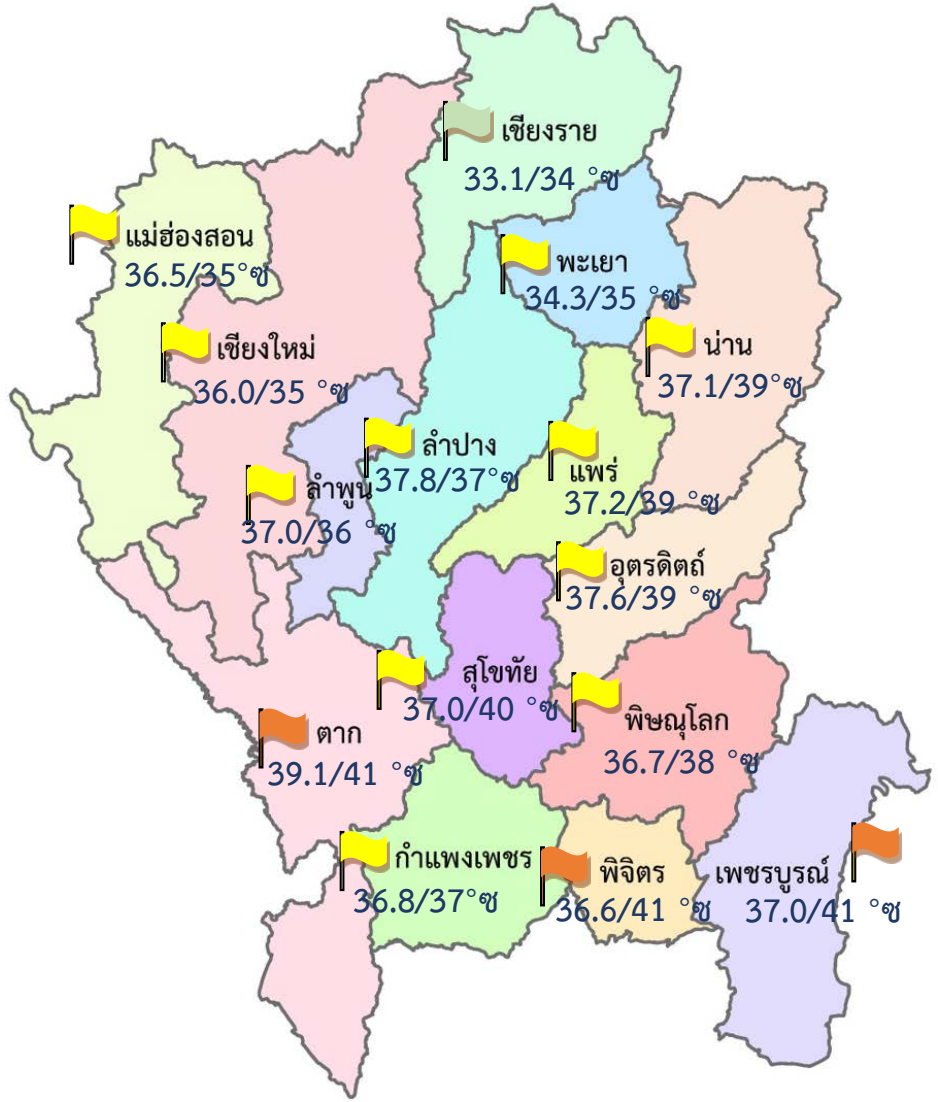 เชียงราย
33.1/34 °ซ
แม่ฮ่องสอน
36.5/35°ซ
พะเยา
34.3/35 °ซ
เชียงใหม่
36.0/35 °ซ
น่าน
37.1/39°ซ
ลำปาง
37.8/37°ซ
แพร่
37.2/39 °ซ
ลำพูน
37.0/36 °ซ
อุตรดิตถ์
37.6/39 °ซ
สุโขทัย
37.0/40 °ซ
พิษณุโลก
36.7/38 °ซ
ตาก
39.1/41 °ซ
กำแพงเพชร
36.8/37°ซ
พิจิตร
36.6/41 °ซ
เพชรบูรณ์
37.0/41 °ซ